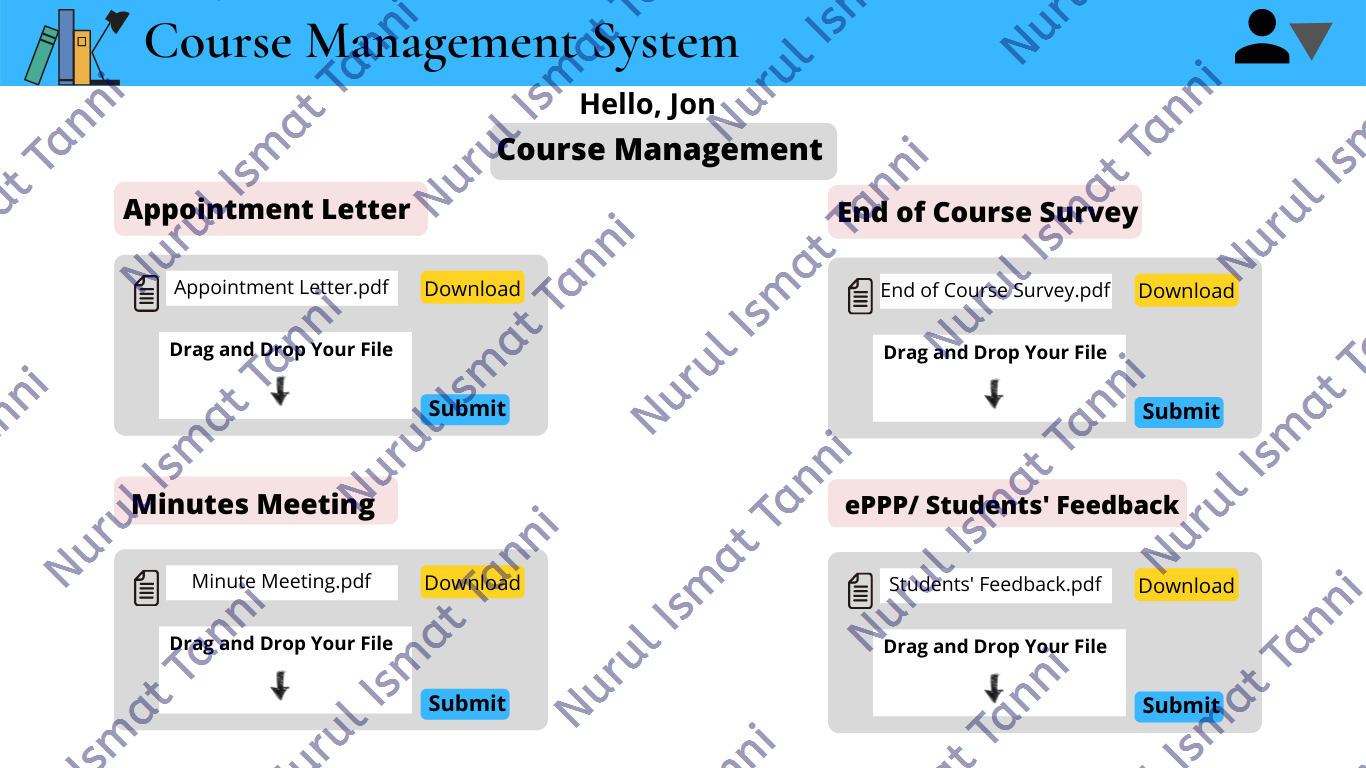 Course Management System
Hello, Jon
Course Management
Appointment Letter
Appointment Letter.pdf
Download
Drag and Drop Your File
Submit
End of Course Survey
End of Course Survey.pdf
Download
Drag and Drop Your File
Submit
Minutes Meeting
Minute Meeting.pdf
Download
Drag and Drop Your File
Submit
ePPP/ Students' Feedback
Students' Feedback.pdf
Download
Drag and Drop Your File
Submit
Nurul Ismat Tanni